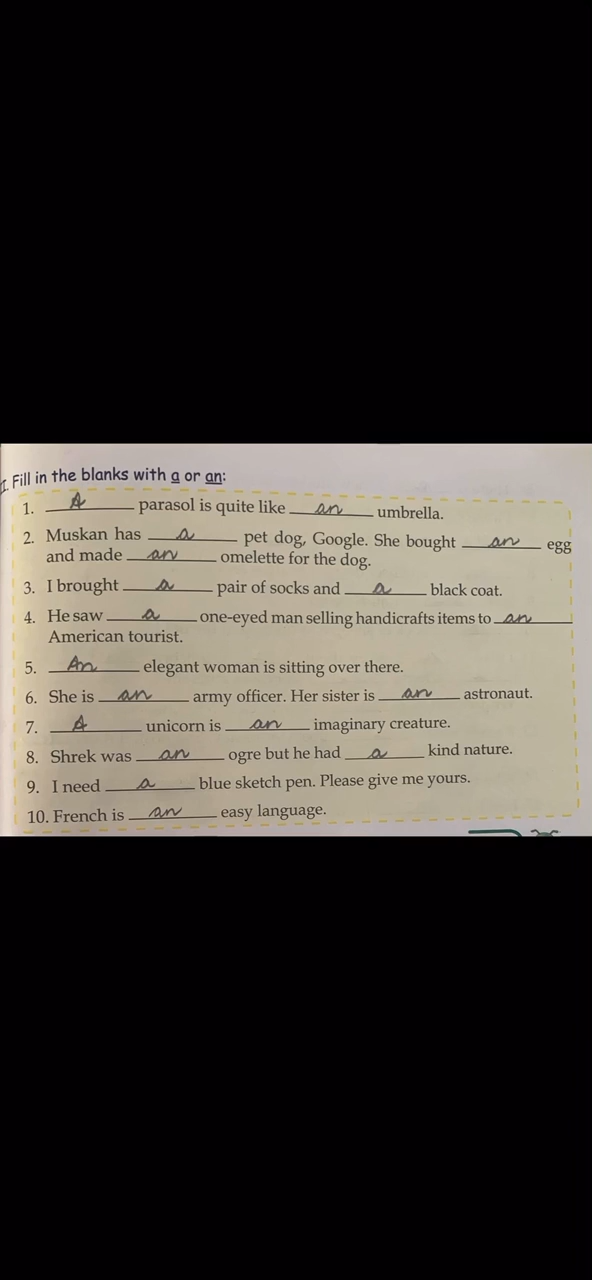 I. Fill in the blanks with a or an:
1. A parasol is quite like an umbrella.
2. Muskan has a pet dog, Google. She bought an egg
and made an omelette for the dog.
3. I brought a pair of socks and a black coat.
4. He saw a one-eyed man selling handicrafts items to an
American tourist.
5. An elegant woman is sitting over there.
6. She is an army officer. Her sister is an astronaut.
7. A unicorn is an imaginary creature.
8. Shrek was an ogre but he had a kind nature.
9. I need a blue sketch pen. Please give me yours.
10. French is an easy language.